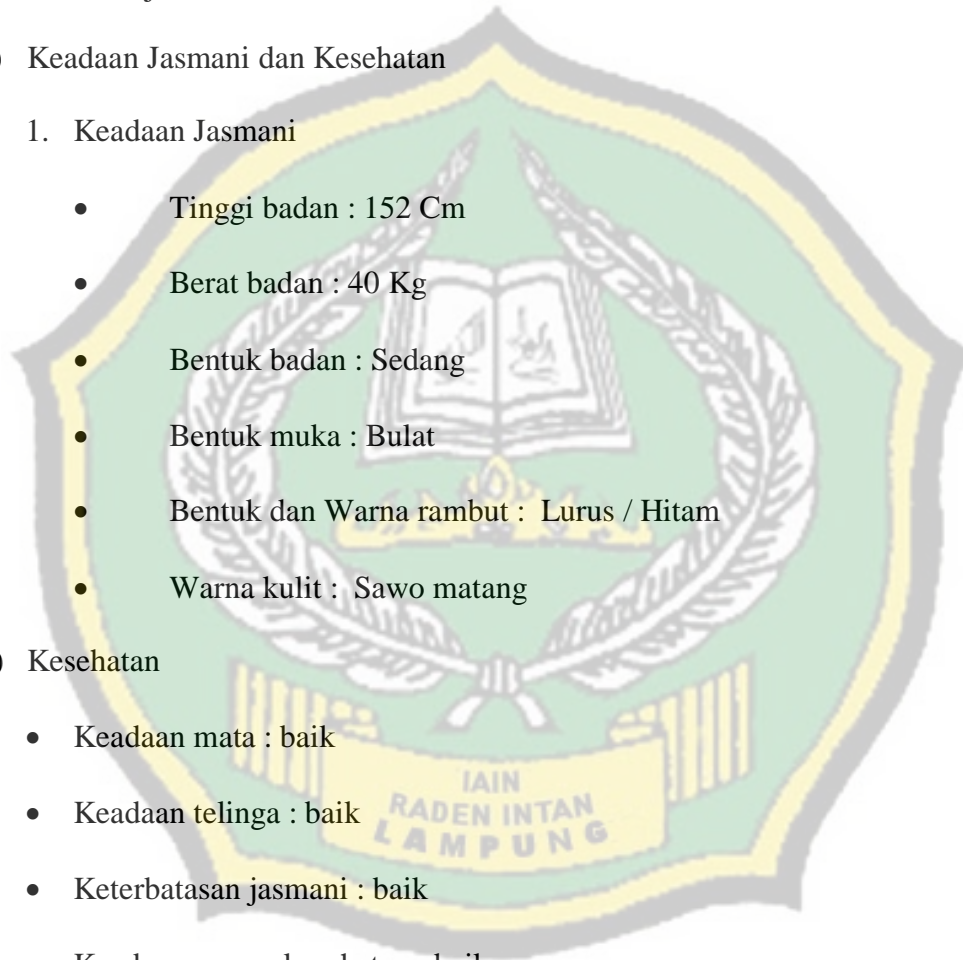 ) Keadaan Jasmani dan Kesehatan
1. Keadaan Jasmani
• Tinggi badan : 152 Cm
• Berat badan : 40 Kg
• Bentuk badan : Sedang
• Bentuk muka : Bulat
• Bentuk dan Warna rambut : Lurus / Hitam
• Warna kulit : Sawo matang
) Kesehatan
• Keadaan mata : baik
IAIN
• Keadaan telinga : baik
RADEN INTAN
LAMPUNG
• Keterbatasan jasmani : baik